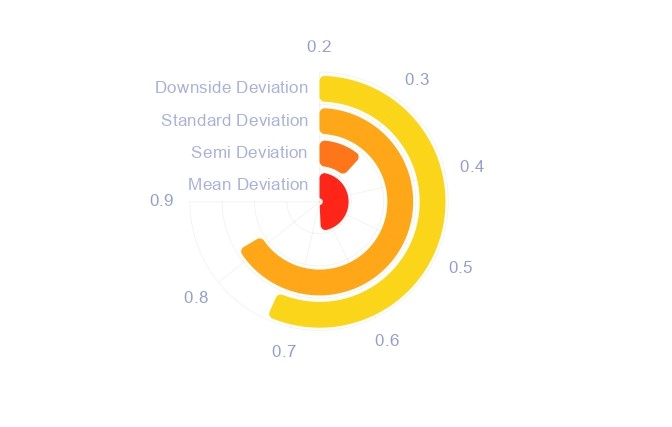 0.2
0.3
Downside Deviation
Standard Deviation
Semi Deviation
0.4
Mean Deviation
0.9
0.5
0.8
0.6
0.7